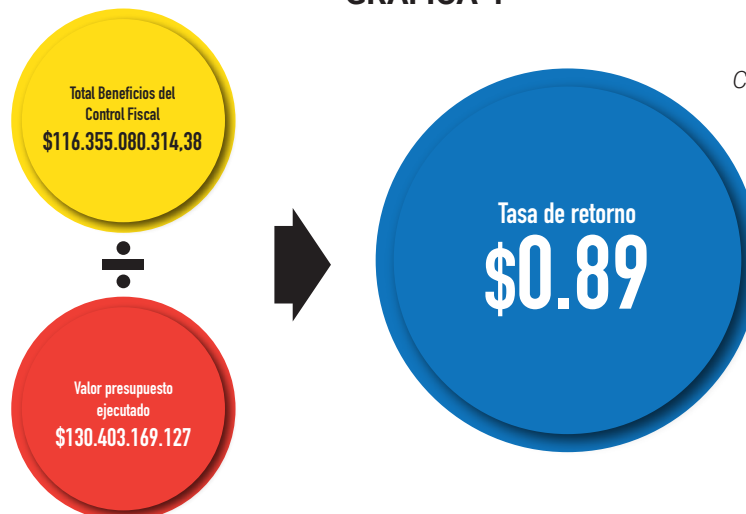 Total Beneficios del
Control Fiscal
$116.355.080.314,38
÷
Valor presupuesto
ejecutado
$130.403.169.127
Tasa de retorno
$0.89
C